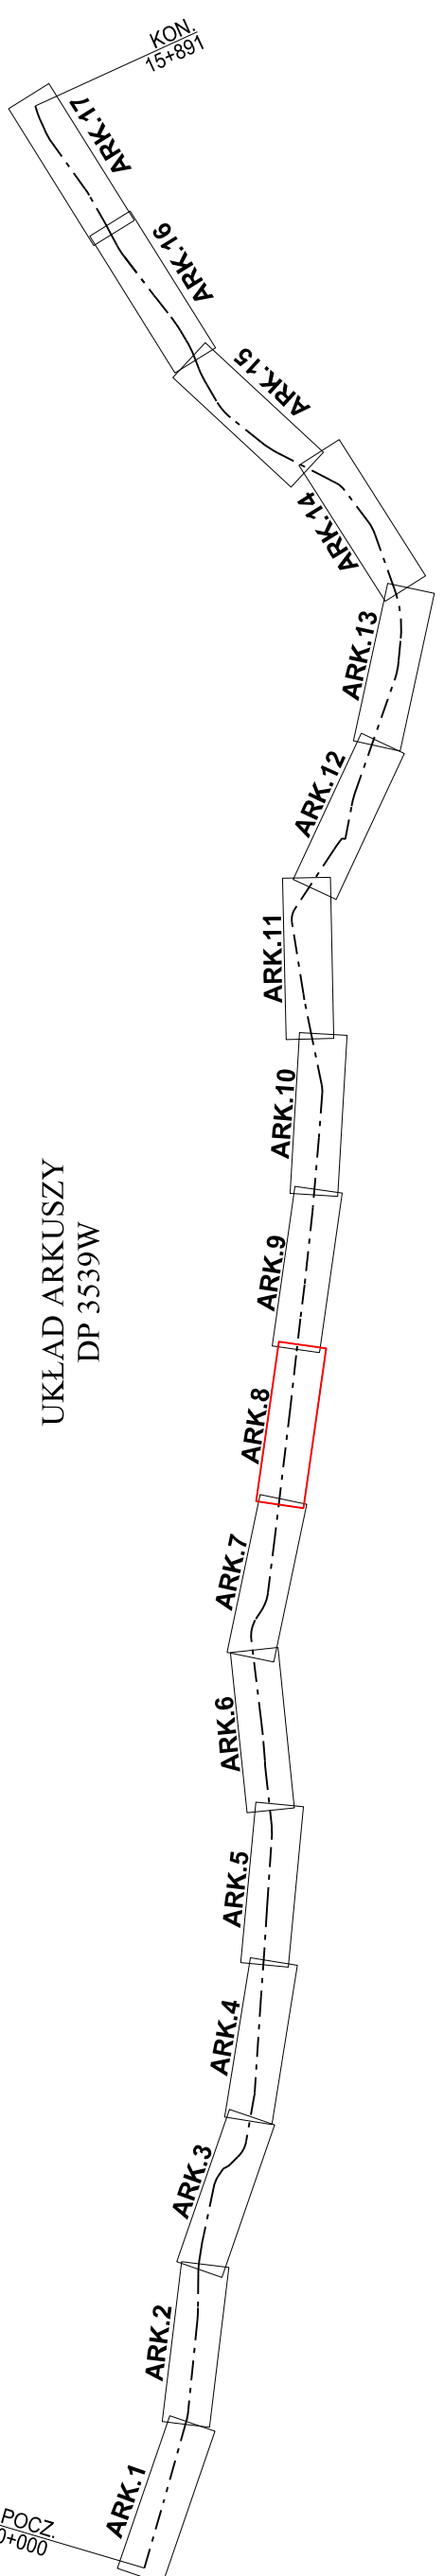 KON.
15+891
ARK.17
ARK.16
ARK.15
ARK.14
ARK.13
ARK.12
ARK.11
ARK.10
UKŁAD ARKUSZY
DP 3539W
ARK.9
ARK.8
ARK.7
ARK.6
ARK.5
ARK.4
ARK.3
ARK.2
ARK.1
POCZ.
0+000